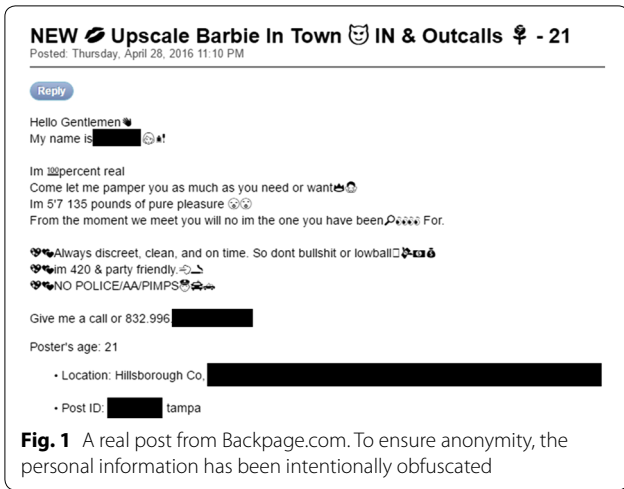 NEW 💋 Upscale Barbie In Town 😈 IN & Outcalls 🌹 - 21
Posted: Thursday, April 28, 2016 11:10 PM
Reply
Hello Gentlemen
My name is !
Im 💯percent real
Come let me pamper you as much as you need or want
Im 5'7 135 pounds of pure pleasure
From the moment we meet you will no im the one you have been For.
Always discreet, clean, and on time. So dont bullshit or lowball
im 420 & party friendly.
NO POLICE/AA/PIMPS
Give me a call or 832.996
Poster's age: 21
• Location: Hillsborough Co,
• Post ID: tampa
Fig. 1 A real post from Backpage.com. To ensure anonymity, the
personal information has been intentionally obfuscated